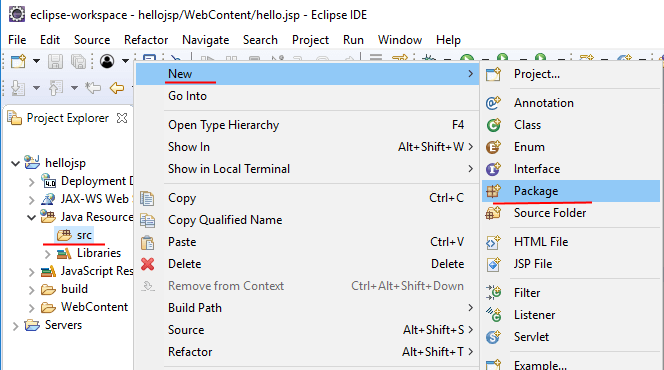 eclipse-workspace - hellojsp/WebContent/hello.jsp - Eclipse IDE
File Edit Source Refactor Navigate Search Project Run Window Help
Project Explorer
hellojsp
Deployment D
JAX-WS Web S
Java Resource
src
Libraries
JavaScript Res
build
WebContent
Servers
New
Go Into
Open Type Hierarchy F4
Show In Alt+Shift+W
Show in Local Terminal
Copy Ctrl+C
Copy Qualified Name
Paste Ctrl+V
Delete Delete
Remove from Context Ctrl+Alt+Shift+Down
Build Path
Source Alt+Shift+S
Refactor Alt+Shift+T
Project...
Annotation
Class
Enum
Interface
Package
Source Folder
HTML File
JSP File
Filter
Listener
Servlet
Example...